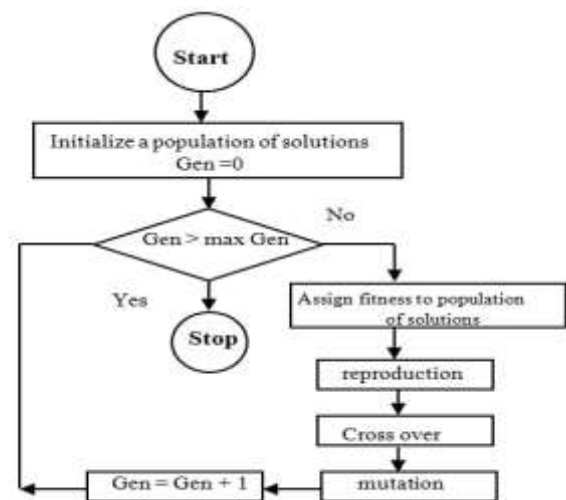 Start
Initialize a population of solutions
Gen =0
No
Gen > max Gen
Yes
Assign fitness to population
of solutions
Stop
reproduction
Cross over
mutation
Gen = Gen + 1